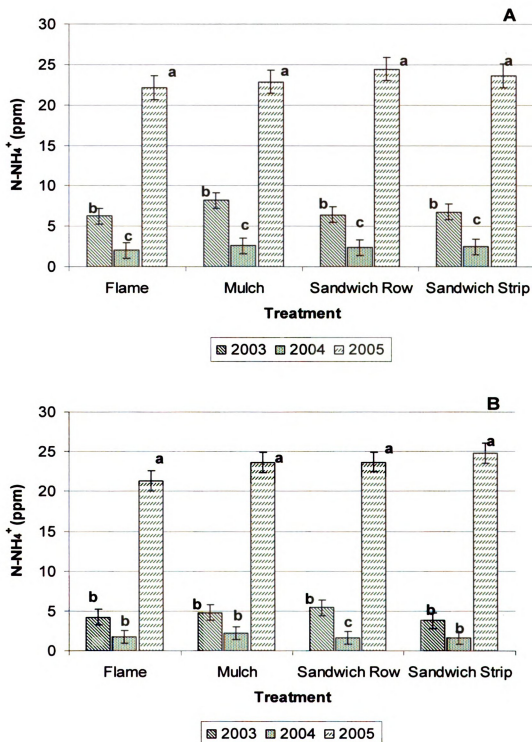 A
30
25
20
15
10
5
0
N-NH4+ (ppm)
a a a a
b b b b
c c c c
Flame Mulch Sandwich Row Sandwich Strip
Treatment
2003 2004 2005
B
30
25
20
15
10
5
0
N-NH4+ (ppm)
a a a a
b b b b
b b c b
Flame Mulch Sandwich Row Sandwich Strip
Treatment
2003 2004 2005